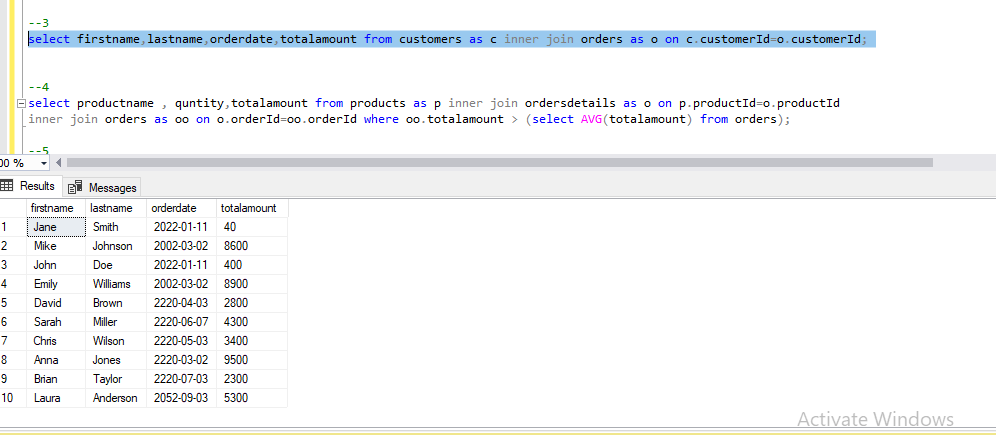 --3
select firstname,lastname,orderdate,totalamount from customers as c inner join orders as o on c.customerId=o.customerId;
--4
select productname , quntity,totalamount from products as p inner join ordersdetails as o on p.productId=o.productId
inner join orders as oo on o.orderId=oo.orderId where oo.totalamount > (select AVG(totalamount) from orders);
--5
00 %
Results Messages
firstname lastname orderdate totalamount
1 Jane Smith 2022-01-11 40
2 Mike Johnson 2002-03-02 8600
3 John Doe 2022-01-11 400
4 Emily Williams 2002-03-02 8900
5 David Brown 2220-04-03 2800
6 Sarah Miller 2220-06-07 4300
7 Chris Wilson 2220-05-03 3400
8 Anna Jones 2220-03-02 9500
9 Brian Taylor 2220-07-03 2300
10 Laura Anderson 2052-09-03 5300
Activate Windows